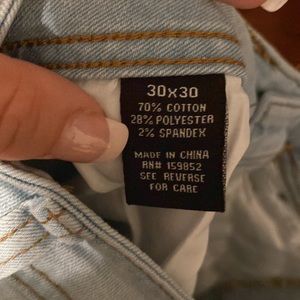 30x30
70% COTTON
28% POLYESTER
2% SPANDEX
MADE IN CHINA
RN# 159852
SEE REVERSE
FOR CARE